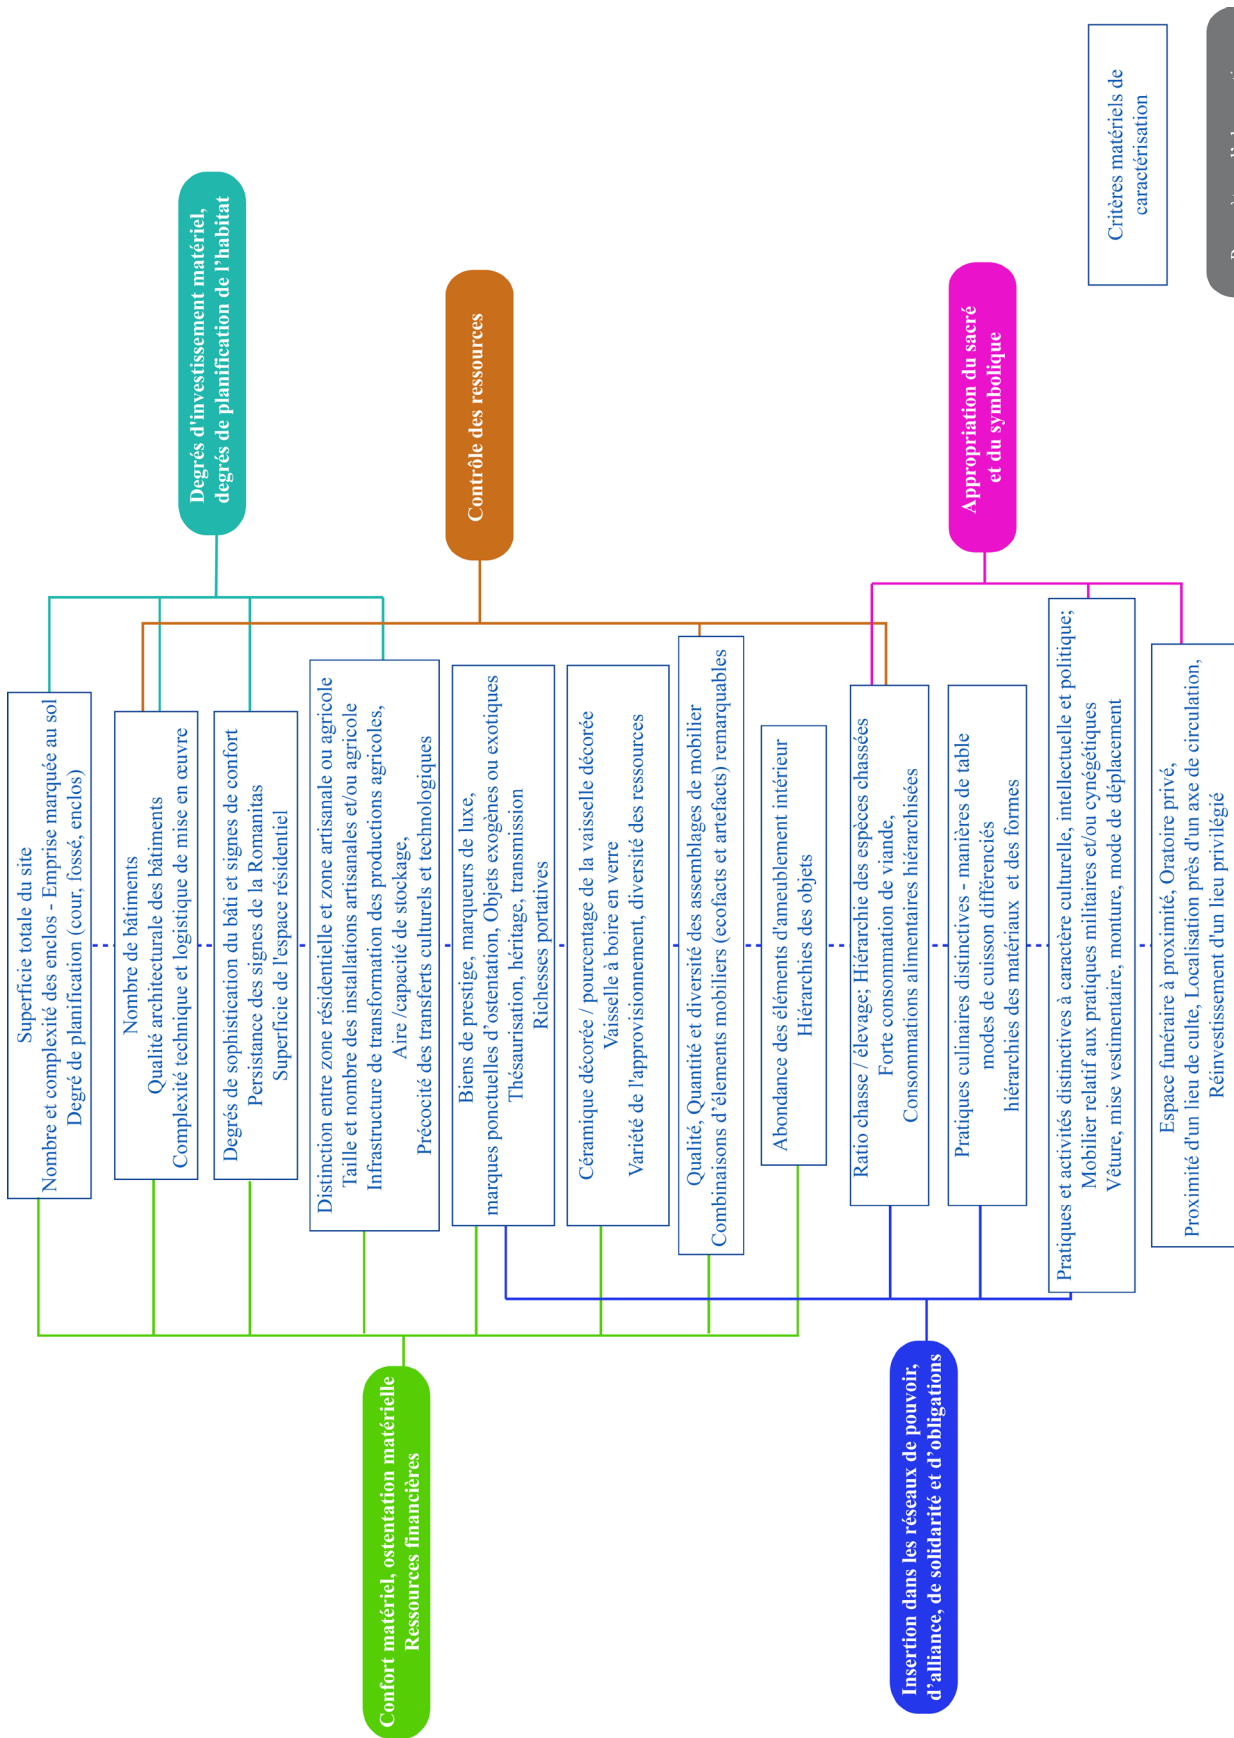 Confort matériel, ostentation matérielle
Ressources financières
Insertion dans les réseaux de pouvoir,
d'alliance, de solidarité et d'obligations
Superficie totale du site
Nombre et complexité des enclos - Emprise marquée au sol
Degré de planification (cour, fossé, enclos)
Nombre de bâtiments
Qualité architecturale des bâtiments
Complexité technique et logistique de mise en œuvre
Degrés de sophistication du bâti et signes de confort
Persistance des signes de la Romanitas
Superficie de l'espace résidentiel
Distinction entre zone résidentielle et zone artisanale ou agricole
Taille et nombre des installations artisanales et/ou agricole
Infrastructure de transformation des productions agricoles,
Aire /capacité de stockage,
Précocité des transferts culturels et technologiques
Biens de prestige, marqueurs de luxe,
marques ponctuelles d'ostentation, Objets exogènes ou exotiques
Thésaurisation, héritage, transmission
Richesses portatives
Céramique décorée / pourcentage de la vaisselle décorée
Vaisselle à boire en verre
Variété de l'approvisionnement, diversité des ressources
Qualité, Quantité et diversité des assemblages de mobilier
Combinaisons d'élements mobiliers (ecofacts et artefacts) remarquables
Abondance des éléments d'ameublement intérieur
Hiérarchies des objets
Ratio chasse / élevage; Hiérarchie des espèces chassées
Forte consommation de viande,
Consommations alimentaires hiérarchisées
Pratiques culinaires distinctives - manières de table
modes de cuisson différenciés
hiérarchies des matériaux et des formes
Pratiques et activités distinctives à caractère culturelle, intellectuelle et politique;
Mobilier relatif aux pratiques militaires et/ou cynégétiques
Vêture, mise vestimentaire, monture, mode de déplacement
Espace funéraire à proximité, Oratoire privé,
Proximité d'un lieu de culte, Localisation près d'un axe de circulation,
Réinvestissement d'un lieu privilégié
Degrés d'investissement matériel,
degrés de planification de l'habitat
Contrôle des ressources
Appropriation du sacré
et du symbolique
Critères matériels de
caractérisation